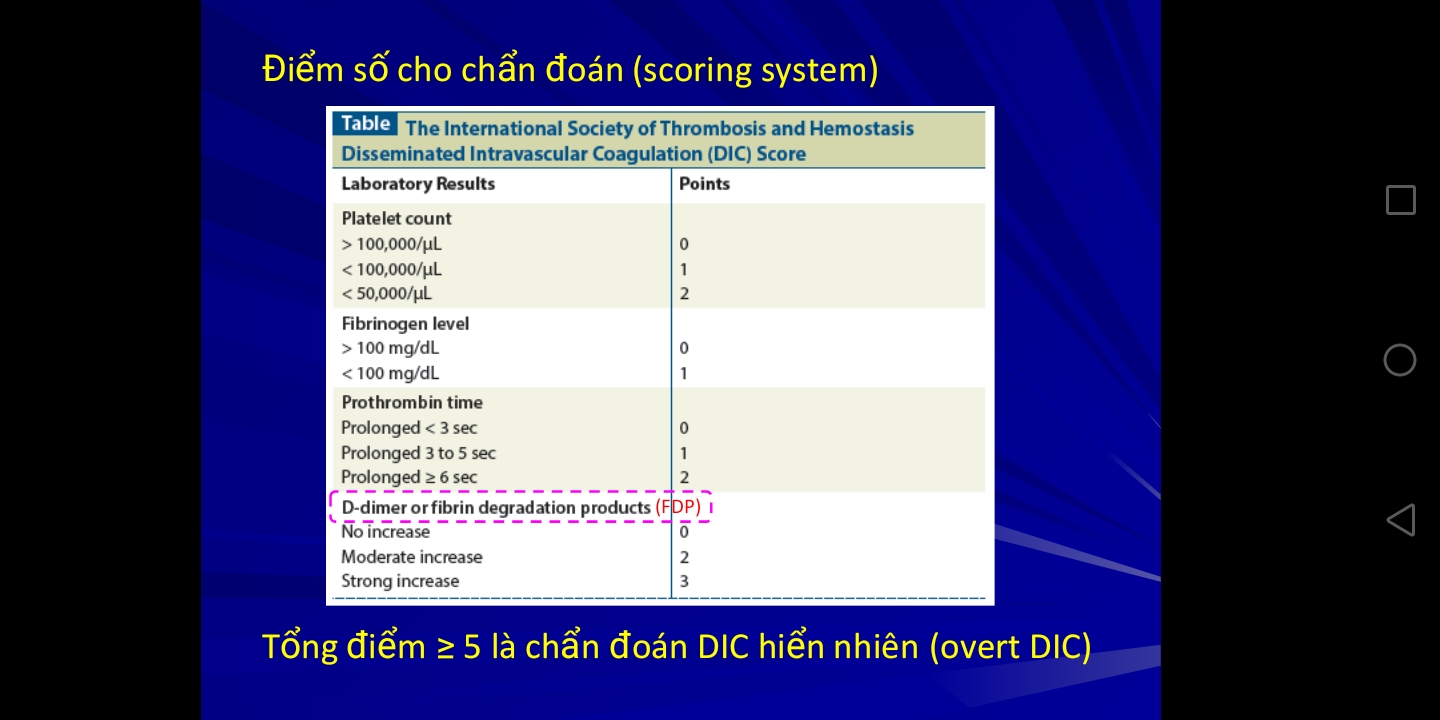 Điểm số cho chẩn đoán (scoring system)
Table The International Society of Thrombosis and Hemostasis
Disseminated Intravascular Coagulation (DIC) Score
Laboratory Results Points
Platelet count
> 100,000/µL 0
< 100,000/µL 1
< 50,000/µL 2
Fibrinogen level
> 100 mg/dL 0
< 100 mg/dL 1
Prothrombin time
Prolonged < 3 sec 0
Prolonged 3 to 5 sec 1
Prolonged ≥ 6 sec 2
D-dimer or fibrin degradation products (FDP)
No increase 0
Moderate increase 2
Strong increase 3
Tổng điểm ≥ 5 là chẩn đoán DIC hiển nhiên (overt DIC)